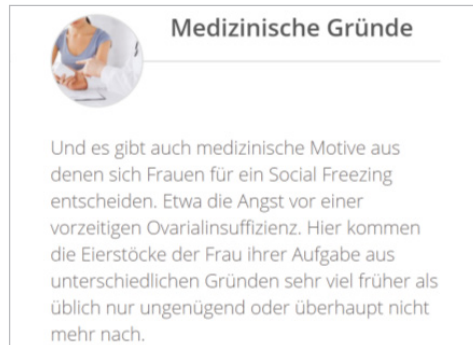 Medizinische Gründe
Und es gibt auch medizinische Motive aus
denen sich Frauen für ein Social Freezing
entscheiden. Etwa die Angst vor einer
vorzeitigen Ovarialinsuffizienz. Hier kommen
die Eierstöcke der Frau ihrer Aufgabe aus
unterschiedlichen Gründen sehr viel früher als
üblich nur ungenügend oder überhaupt nicht
mehr nach.